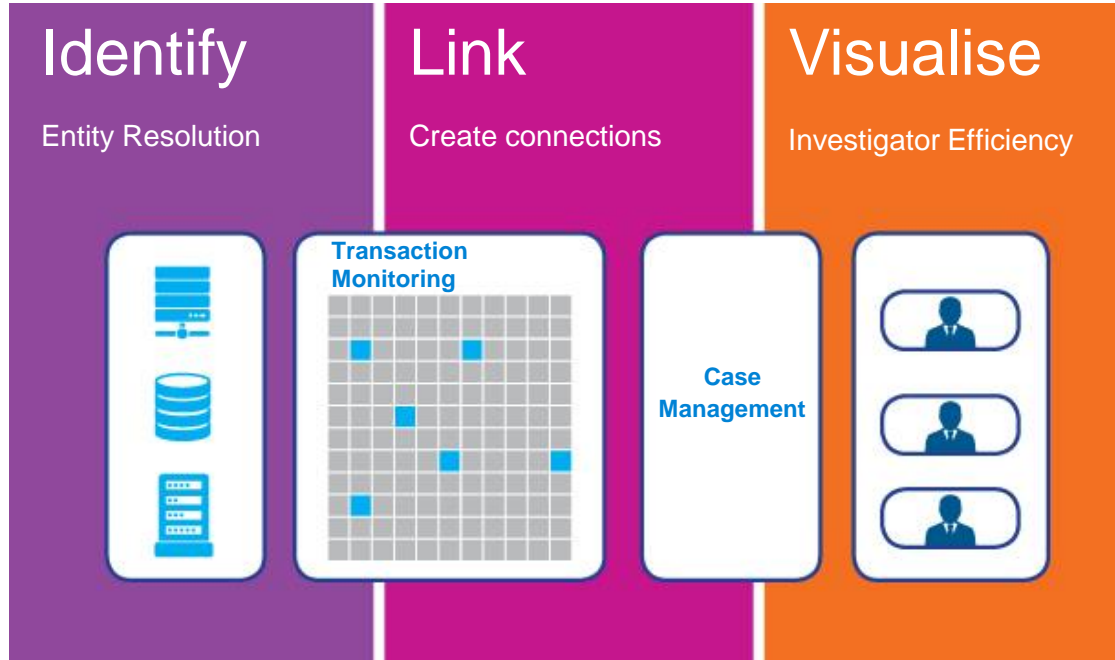 Identify
Entity Resolution
Link
Create connections
Visualise
Investigator Efficiency
Transaction
Monitoring
Case
Management